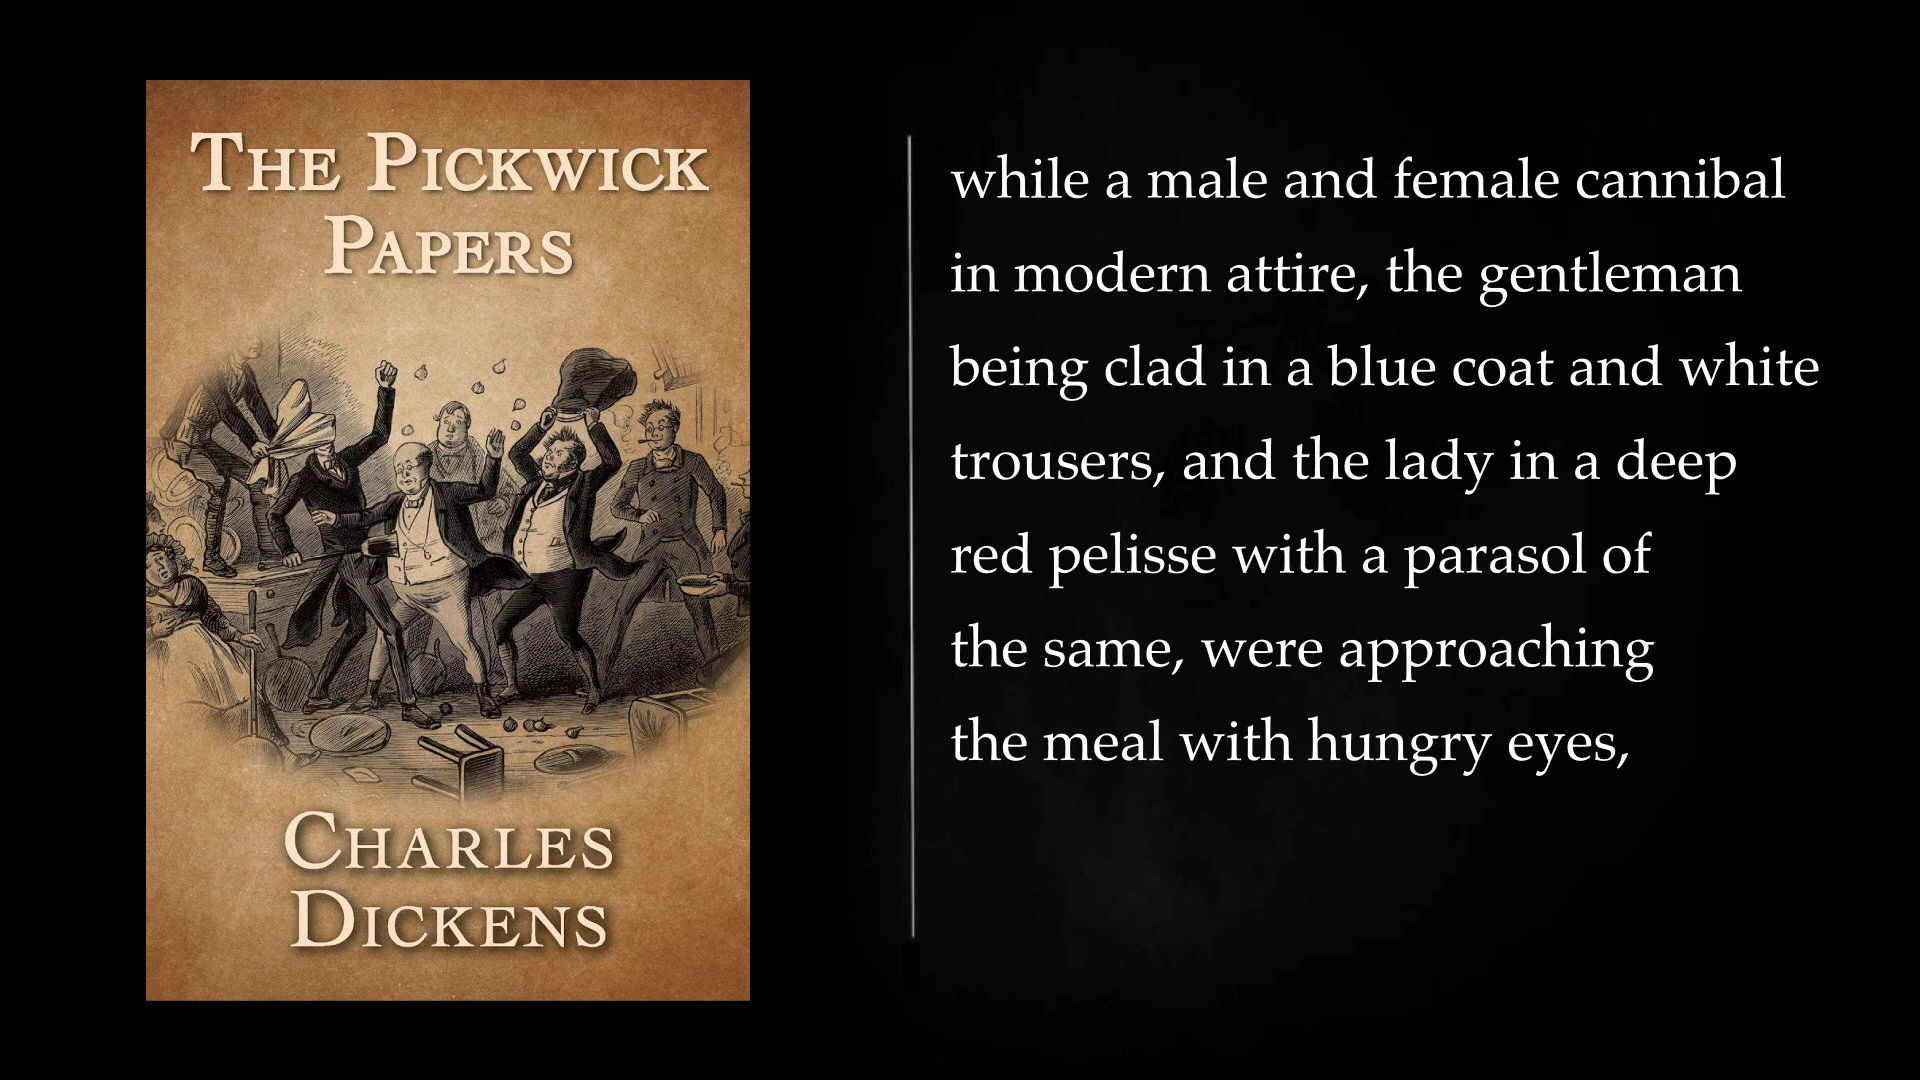 THE PICKWICK
PAPERS
CHARLES
DICKENS
while a male and female cannibal
in modern attire, the gentleman
being clad in a blue coat and white
trousers, and the lady in a deep
red pelisse with a parasol of
the same, were approaching
the meal with hungry eyes,